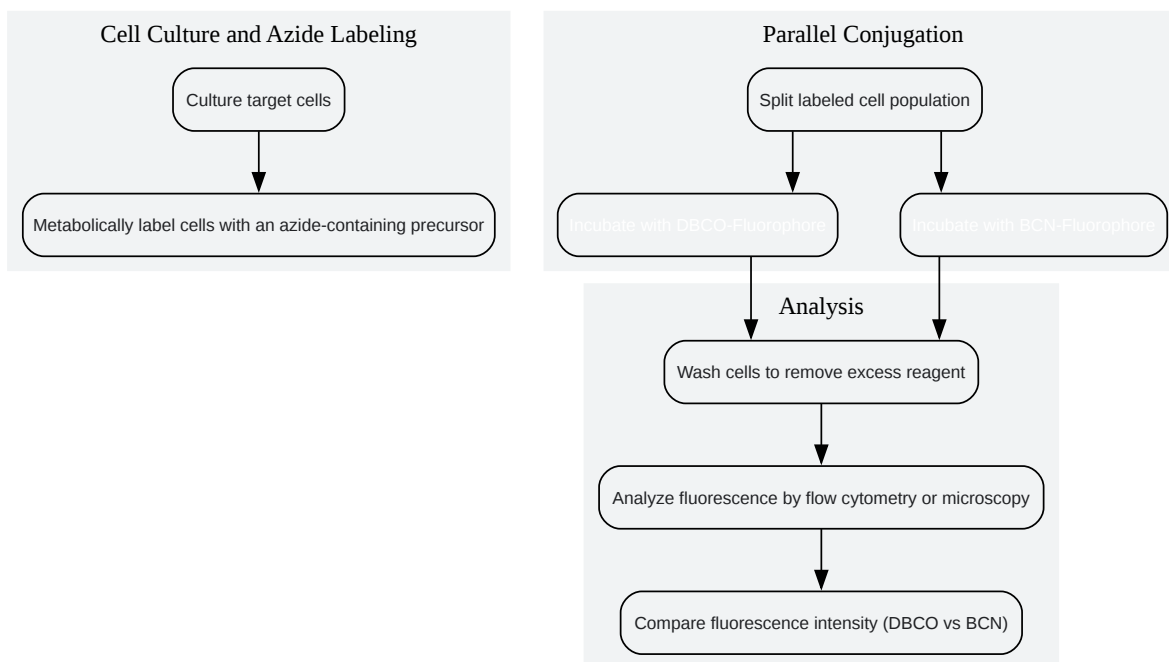 Cell Culture and Azide Labeling
Culture target cells
Metabolically label cells with an azide-containing precursor
Parallel Conjugation
Split labeled cell population
Incubate with DBCO-Fluorophore
Incubate with BCN-Fluorophore
Analysis
Wash cells to remove excess reagent
Analyze fluorescence by flow cytometry or microscopy
Compare fluorescence intensity (DBCO vs BCN)